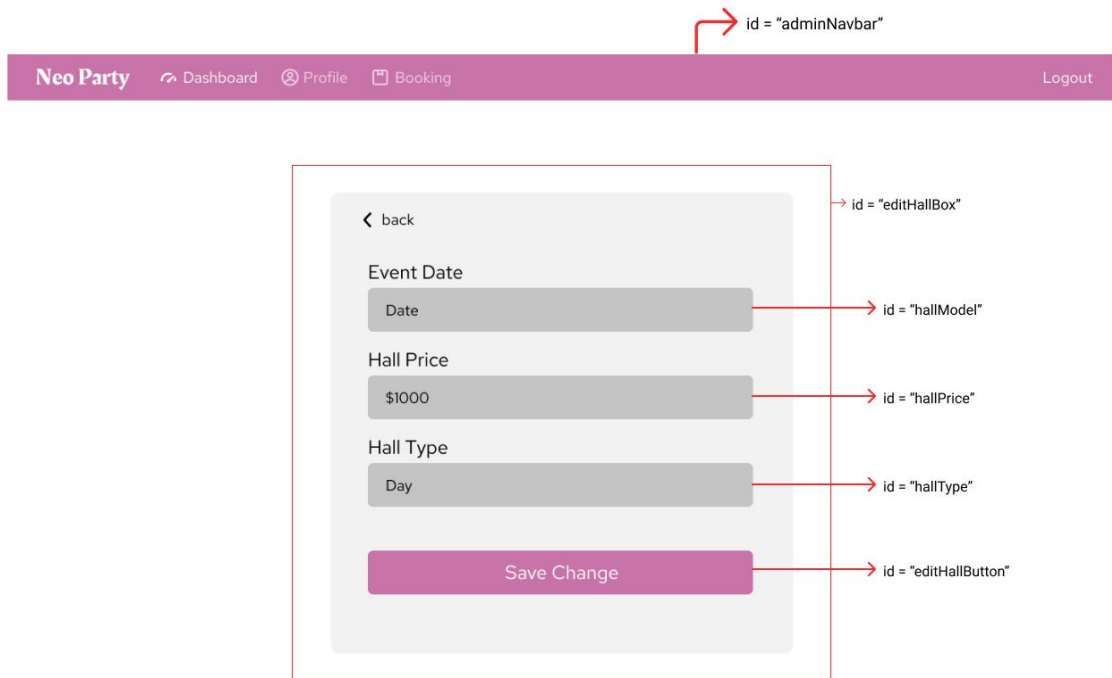 id = “adminNavbar”
Neo Party Dashboard Profile Booking Logout
back
id = “editHallBox”
Event Date
Date
id = “hallModel”
Hall Price
$1000
id = “hallPrice”
Hall Type
Day
id = “hallType”
Save Change
id = “editHallButton”